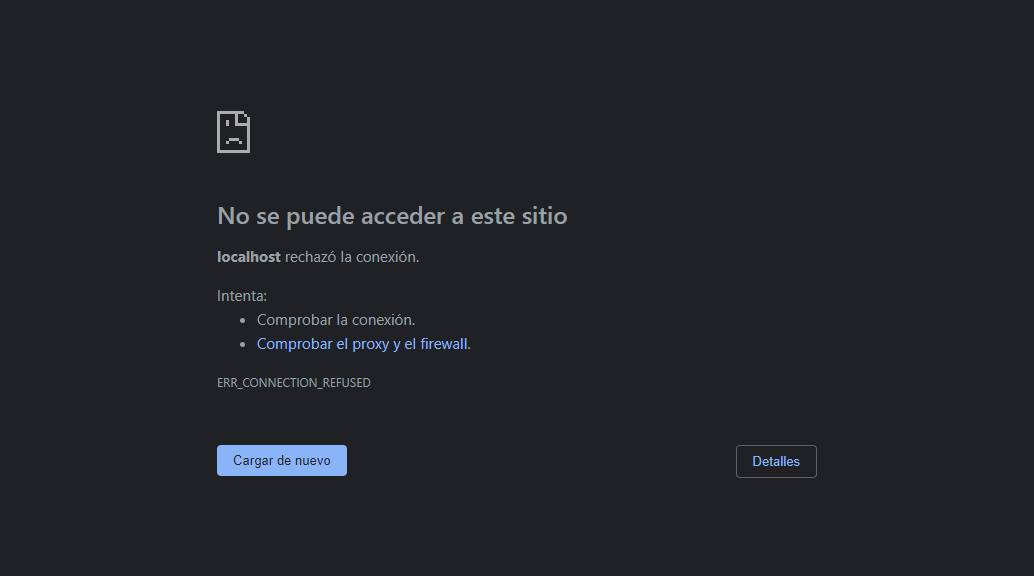 No se puede acceder a este sitio
localhost rechazó la conexión.
Intenta:
Comprobar la conexión.
Comprobar el proxy y el firewall.
ERR_CONNECTION_REFUSED
Cargar de nuevo
Detalles